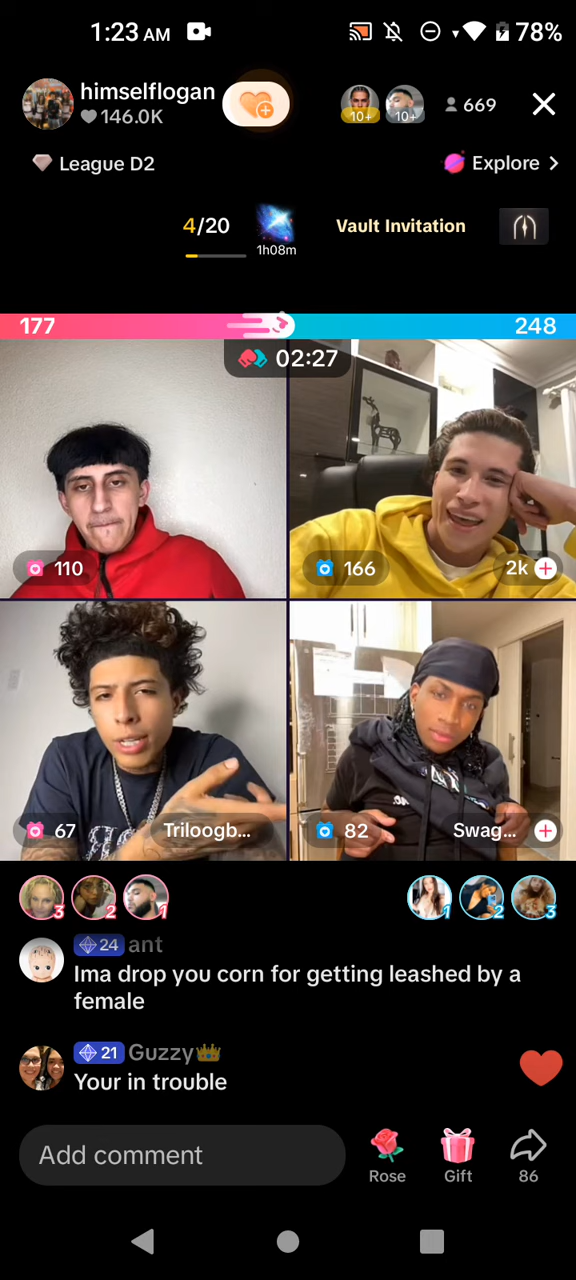 1:23 AM
78%
himselflogan
146.0K
10+
10+
669
League D2
Explore
4/20
1h08m
Vault Invitation
177
248
02:27
110
166
2k
67
Triloogb...
82
Swag...
3
2
1
1
2
3
24 ant
Ima drop you corn for getting leashed by a
female
21 Guzzy
Your in trouble
Add comment
Rose
Gift
86